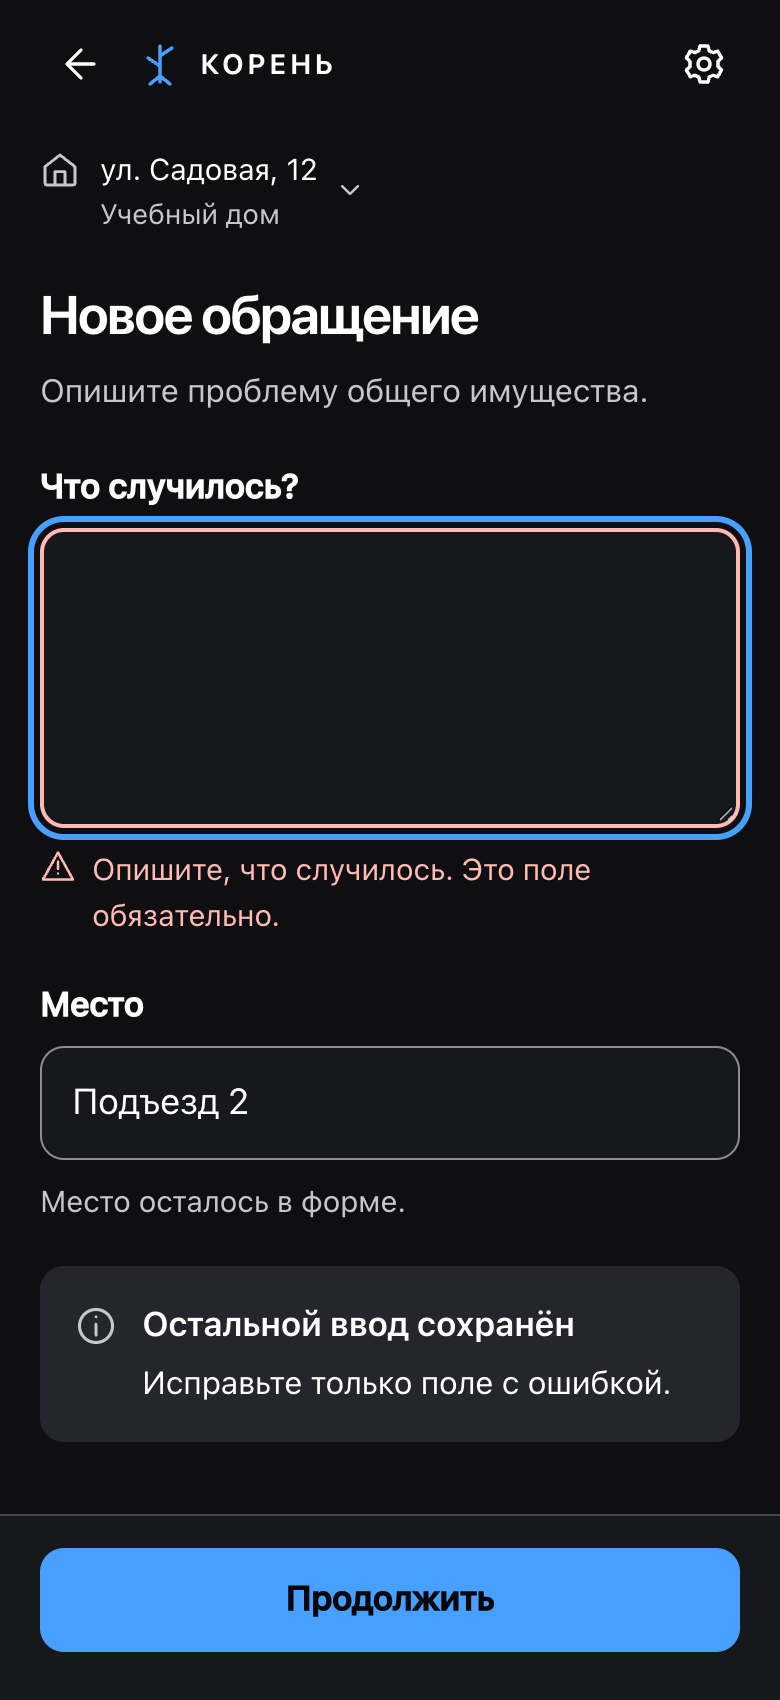 КОРЕНЬ
ул. Садовая, 12
Учебный дом
Новое обращение
Опишите проблему общего имущества.
Что случилось?
Опишите, что случилось. Это поле
обязательно.
Место
Подъезд 2
Место осталось в форме.
Остальной ввод сохранён
Исправьте только поле с ошибкой.
Продолжить